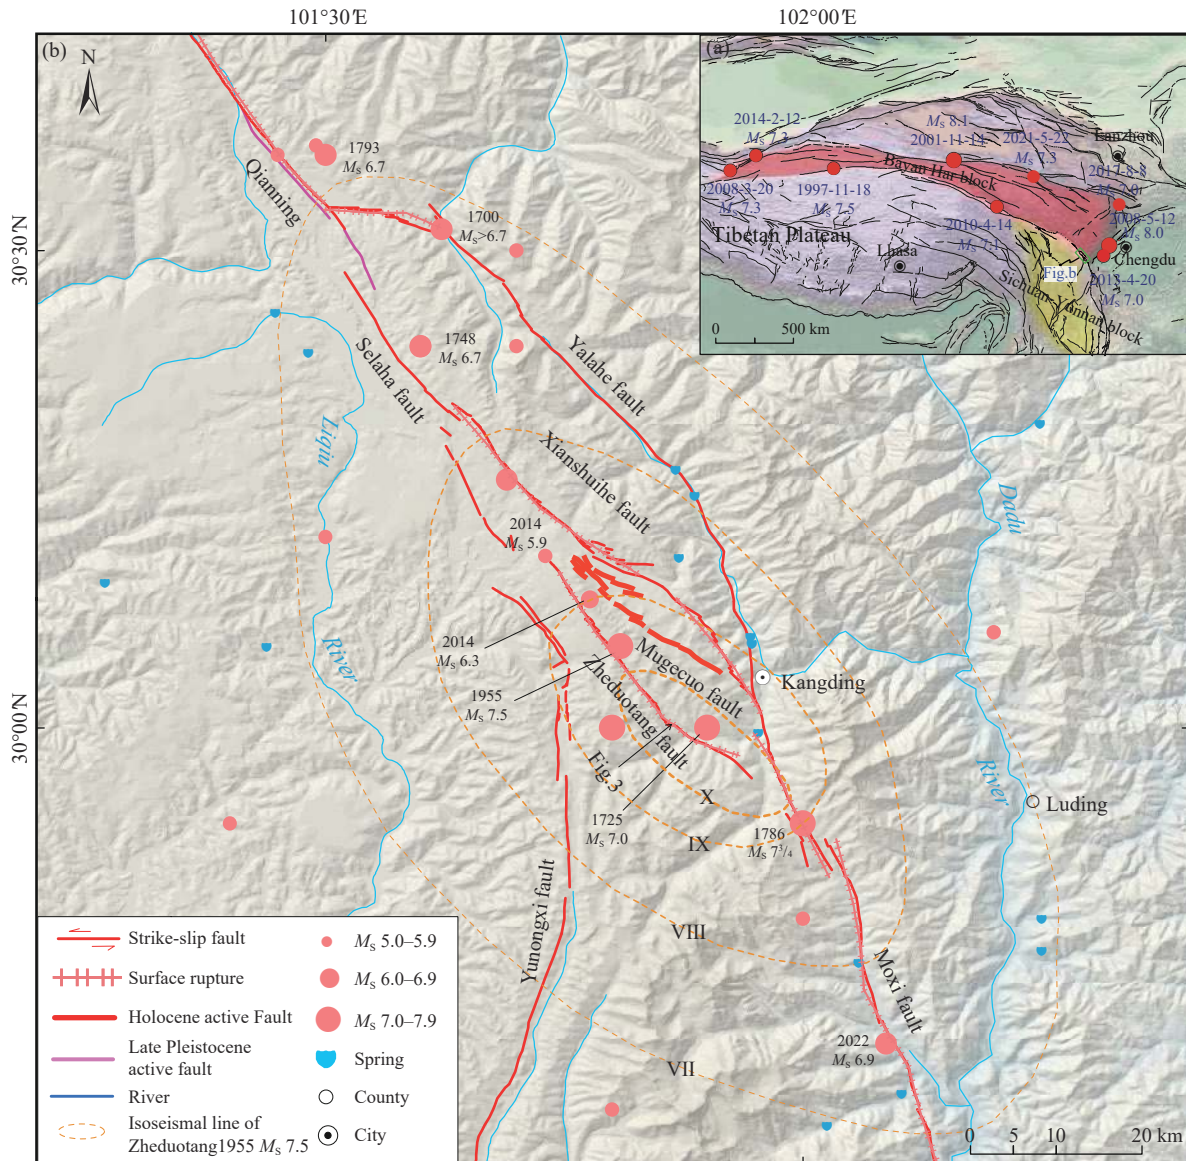 101°30′E
102°00′E
(b)
N
(a)
2014-2-12
Ms 7.3
Ms 8.1
2001-11-14
2021-5-22
Ms 7.3
Lanzhou
2017-8-8
Ms 7.0
Bayan Har block
2008-3-20
Ms 7.3
1997-11-18
Ms 7.5
2010-4-14
Ms 7.1
2008-5-12
Ms 8.0
Tibetan Plateau
Lhasa
Fig.b
Chengdu
2013-4-20
Ms 7.0
Sichuan-Yunnan block
0 500 km
1793
Ms 6.7
Qianning
1700
Ms>6.7
30°30′N
1748
Ms 6.7
Selaha fault
Yalahe fault
Liqiu
River
Xianshuihe fault
Dadu
River
2014
Ms 5.9
2014
Ms 6.3
1955
Ms 7.5
Mugecuo fault
Zheduotang fault
Kangding
30°00′N
Fig.3
X
1725
Ms 7.0
IX
1786
Ms 7³/₄
Luding
Yunongxi fault
VIII
Moxi fault
2022
Ms 6.9
VII
Strike-slip fault
Surface rupture
Holocene active Fault
Late Pleistocene
active fault
River
Isoseismal line of
Zheduotang1955 Ms 7.5
Ms 5.0–5.9
Ms 6.0–6.9
Ms 7.0–7.9
Spring
County
City
0 5 10 20 km